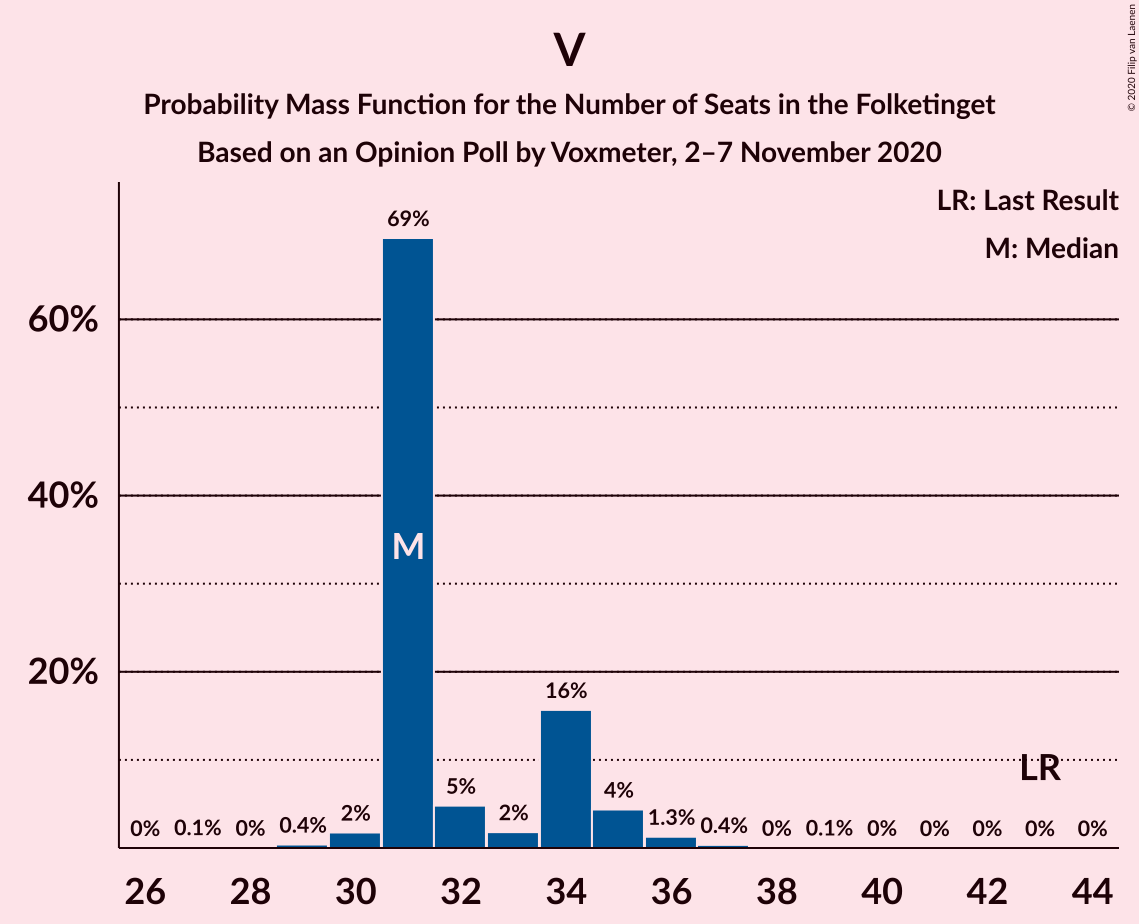 V
Probability Mass Function for the Number of Seats in the Folketinget
Based on an Opinion Poll by Voxmeter, 2–7 November 2020
© 2020 Filip van Laenen
LR: Last Result
M: Median
69%
60%
40%
M
20%
16%
LR
5%
4%
2%
2%
1.3%
0.4%
0.4%
0%
0.1%
0%
0%
0.1%
0%
0%
0%
0%
0%
26 28 30 32 34 36 38 40 42 44